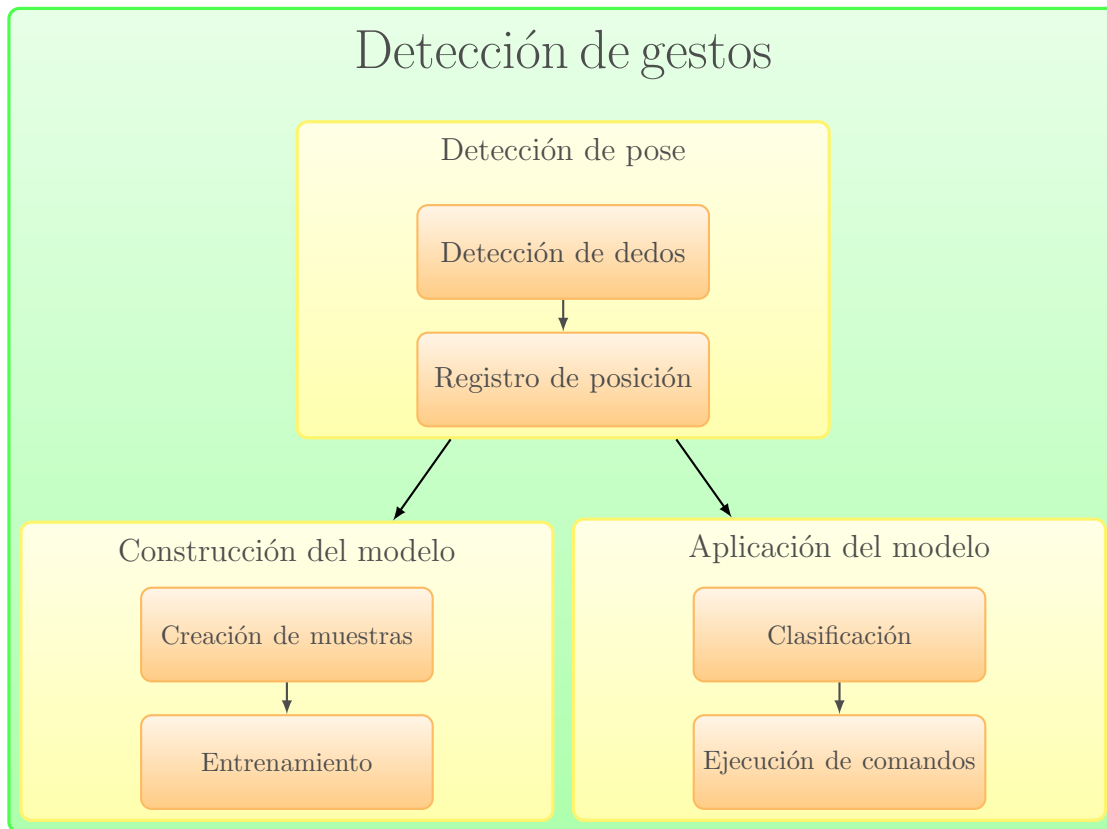 Detección de gestos
Detección de pose
Detección de dedos
Registro de posición
Construcción del modelo
Creación de muestras
Entrenamiento
Aplicación del modelo
Clasificación
Ejecución de comandos